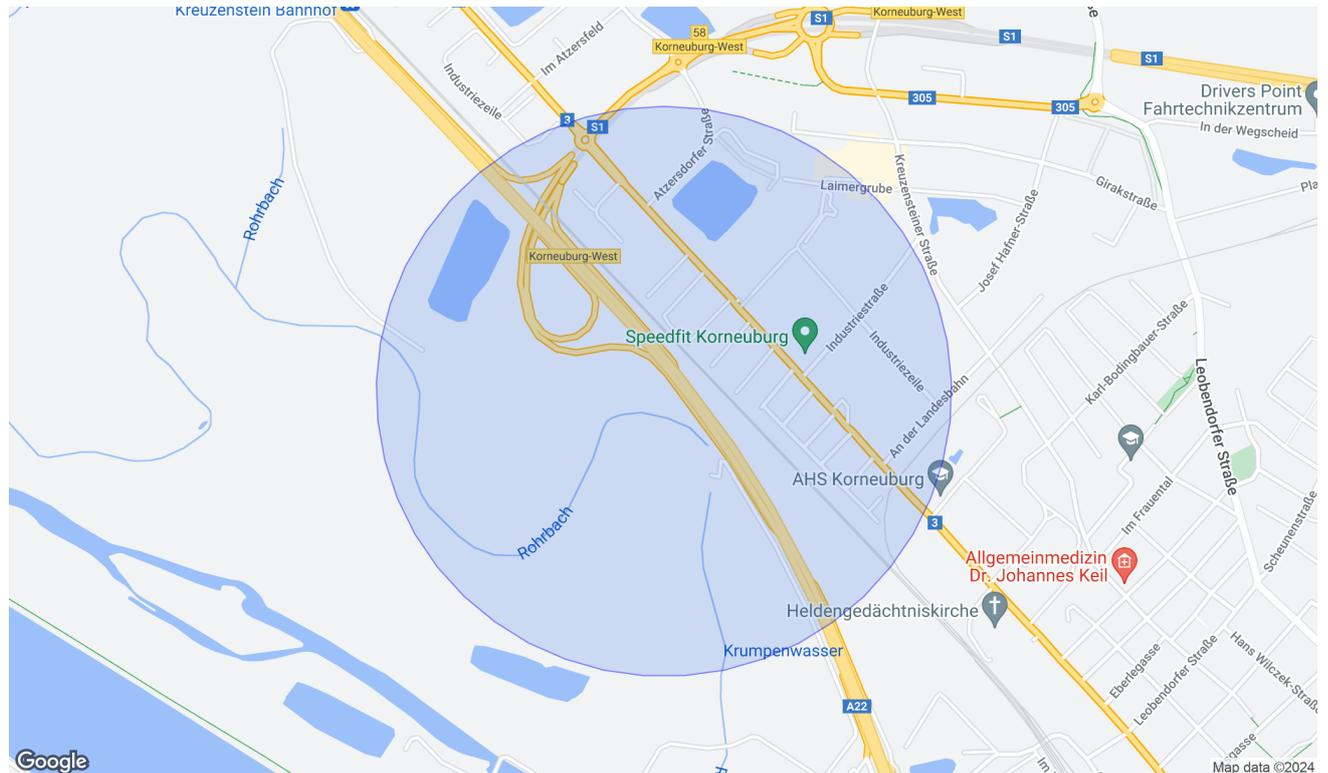 Kreuzenstein Bahnhof
S1
Korneuburg-West
58
Korneuburg-West
S1
S1
Im Atzersfeld
Industriezeile
305
305
Drivers Point
Fahrtechnikzentrum
In der Wegscheid
3
S1
Atzersdorfer Straße
Laimergrube
Kreuzensteiner Straße
Girakstraße
Josef Hafner-Straße
Rohrbach
Korneuburg-West
Speedfit Korneuburg
Industriestraße
Industriezeile
Karl-Bodingbauer-Straße
Leobendorfer Straße
An der Landesbahn
AHS Korneuburg
3
Im Frauental
Scheunenstraße
Rohrbach
Allgemeinmedizin
Dr. Johannes Keil
Heldengedächtniskirche
Krumpenwasser
Eberlegasse
Leobendorfer Straße
A22
Google
Map data ©2024